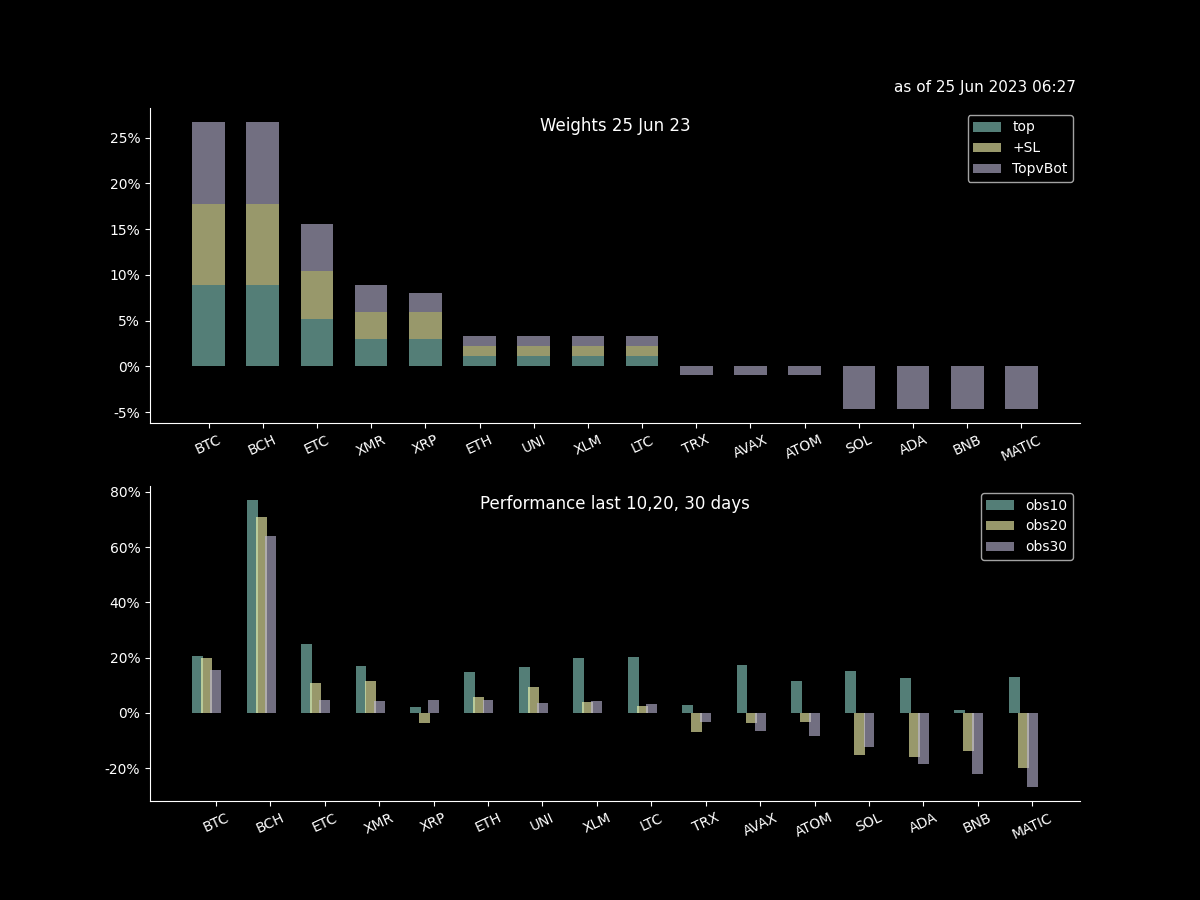 as of 25 Jun 2023 06:27
Weights 25 Jun 23
top
+SL
TopvBot
25%
20%
15%
10%
5%
0%
-5%
BTC BCH ETC XMR XRP ETH UNI XLM LTC TRX AVAX ATOM SOL ADA BNB MATIC
Performance last 10,20, 30 days
obs10
obs20
obs30
80%
60%
40%
20%
0%
-20%
BTC BCH ETC XMR XRP ETH UNI XLM LTC TRX AVAX ATOM SOL ADA BNB MATIC